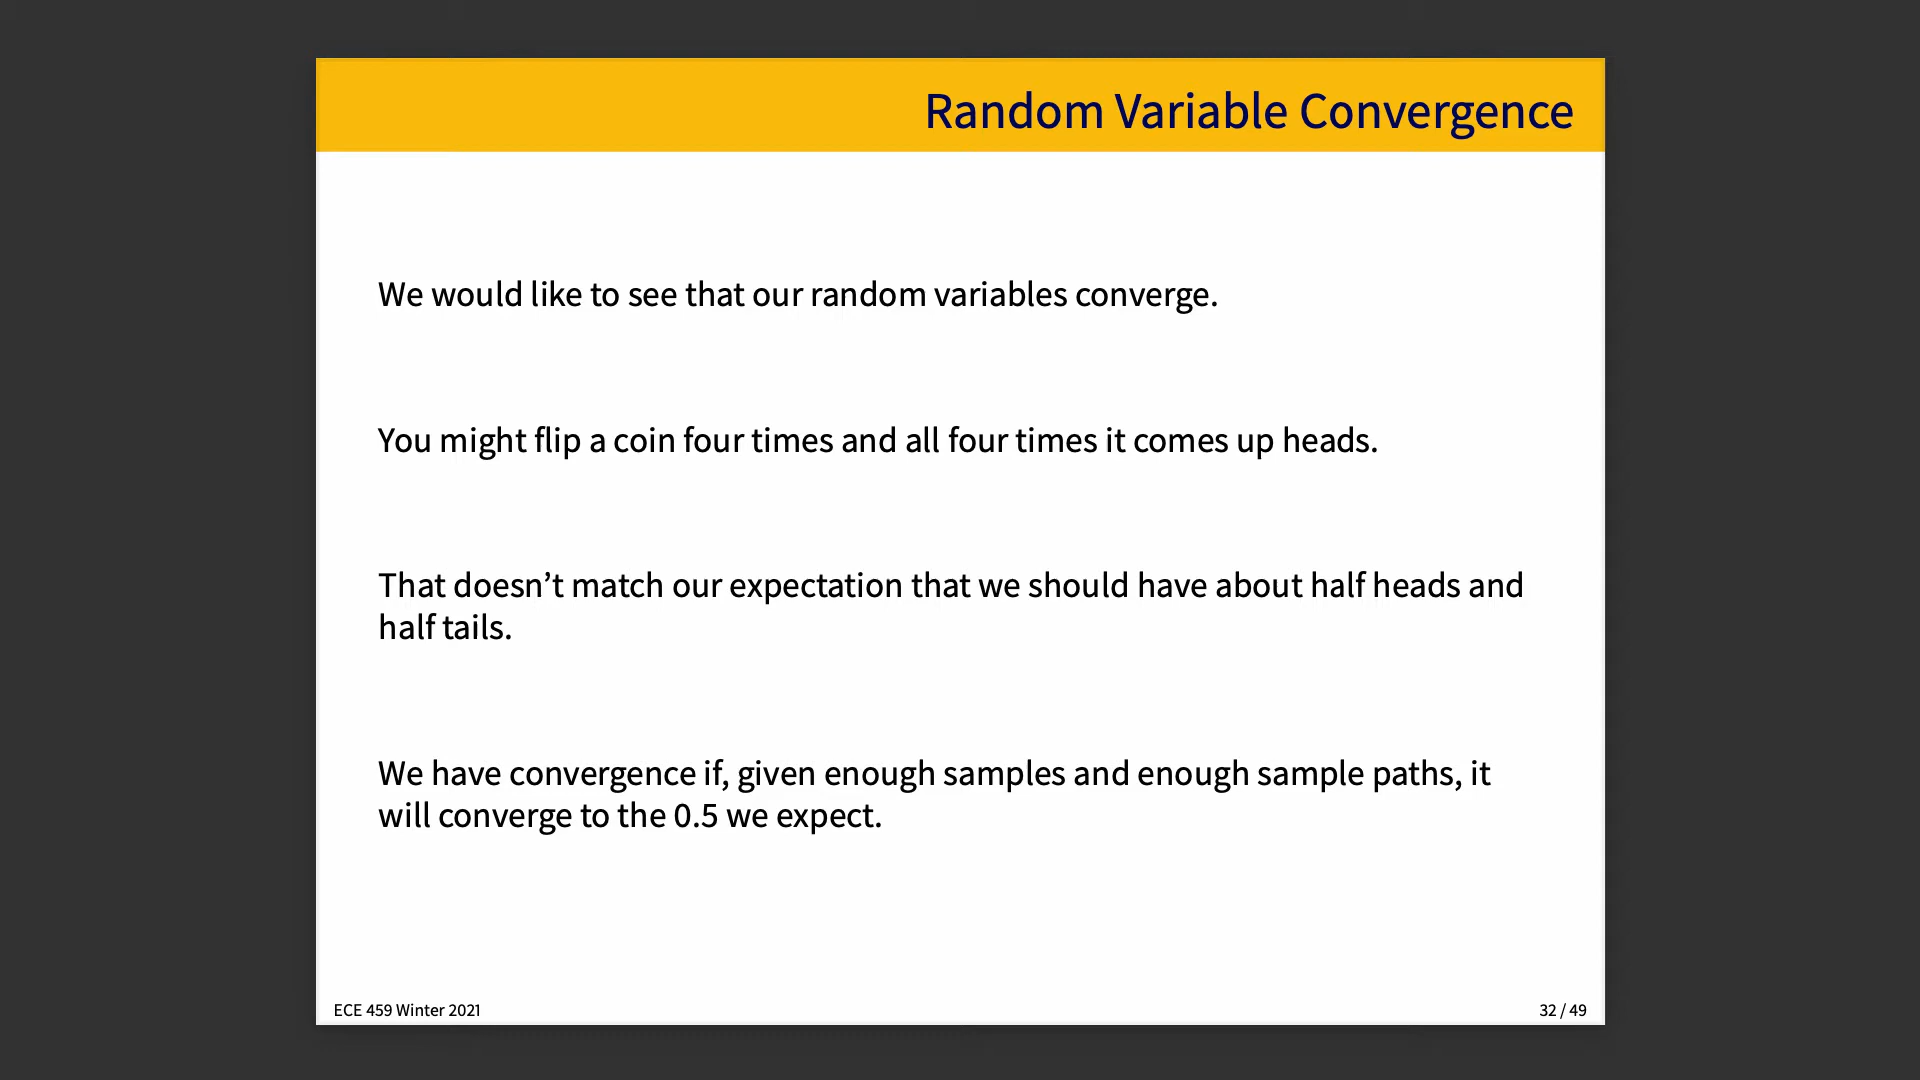 Random Variable Convergence
We would like to see that our random variables converge.
You might flip a coin four times and all four times it comes up heads.
That doesn’t match our expectation that we should have about half heads and
half tails.
We have convergence if, given enough samples and enough sample paths, it
will converge to the 0.5 we expect.
ECE 459 Winter 2021
32 / 49